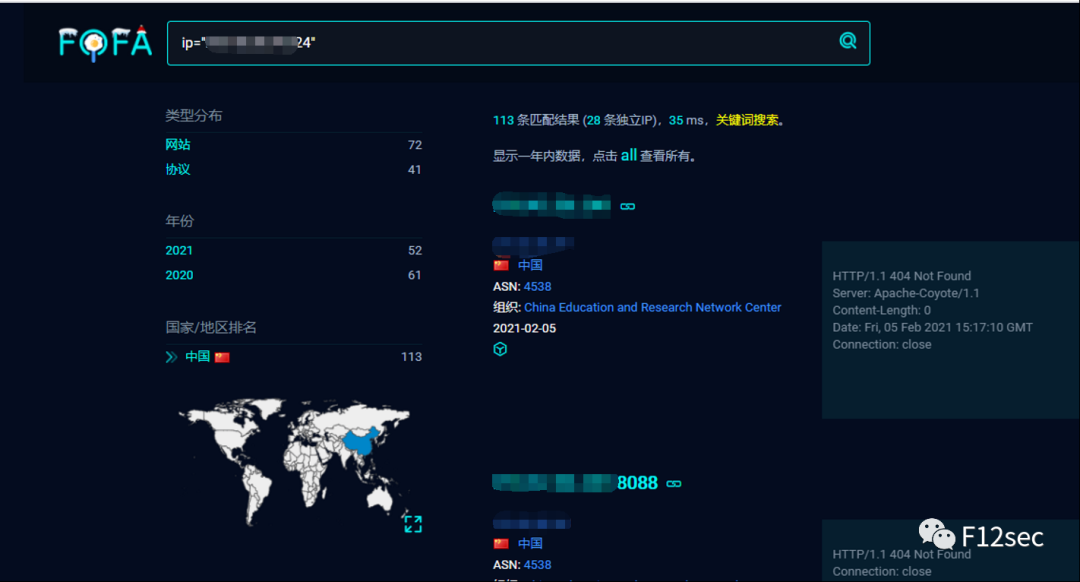 FOFA
ip="24"
类型分布
网站 72
协议 41
年份
2021 52
2020 61
国家/地区排名
中国 113
113 条匹配结果 (28 条独立IP)，35 ms，关键词搜索。
显示一年内数据，点击 all 查看所有。
中国
ASN: 4538
组织: China Education and Research Network Center
2021-02-05
HTTP/1.1 404 Not Found
Server: Apache-Coyote/1.1
Content-Length: 0
Date: Fri, 05 Feb 2021 15:17:10 GMT
Connection: close
8088
中国
ASN: 4538
HTTP/1.1 404 Not Found
Connection: close
F12sec